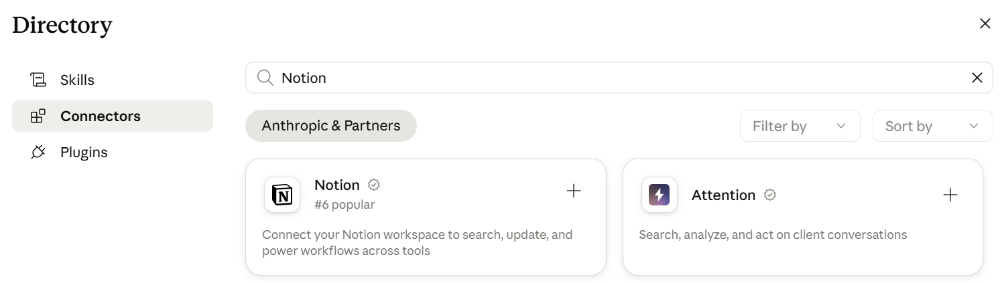 Directory
Skills
Connectors
Plugins
Notion
Anthropic & Partners
Filter by
Sort by
N
Notion
#6 popular
Connect your Notion workspace to search, update, and
power workflows across tools
Attention
Search, analyze, and act on client conversations